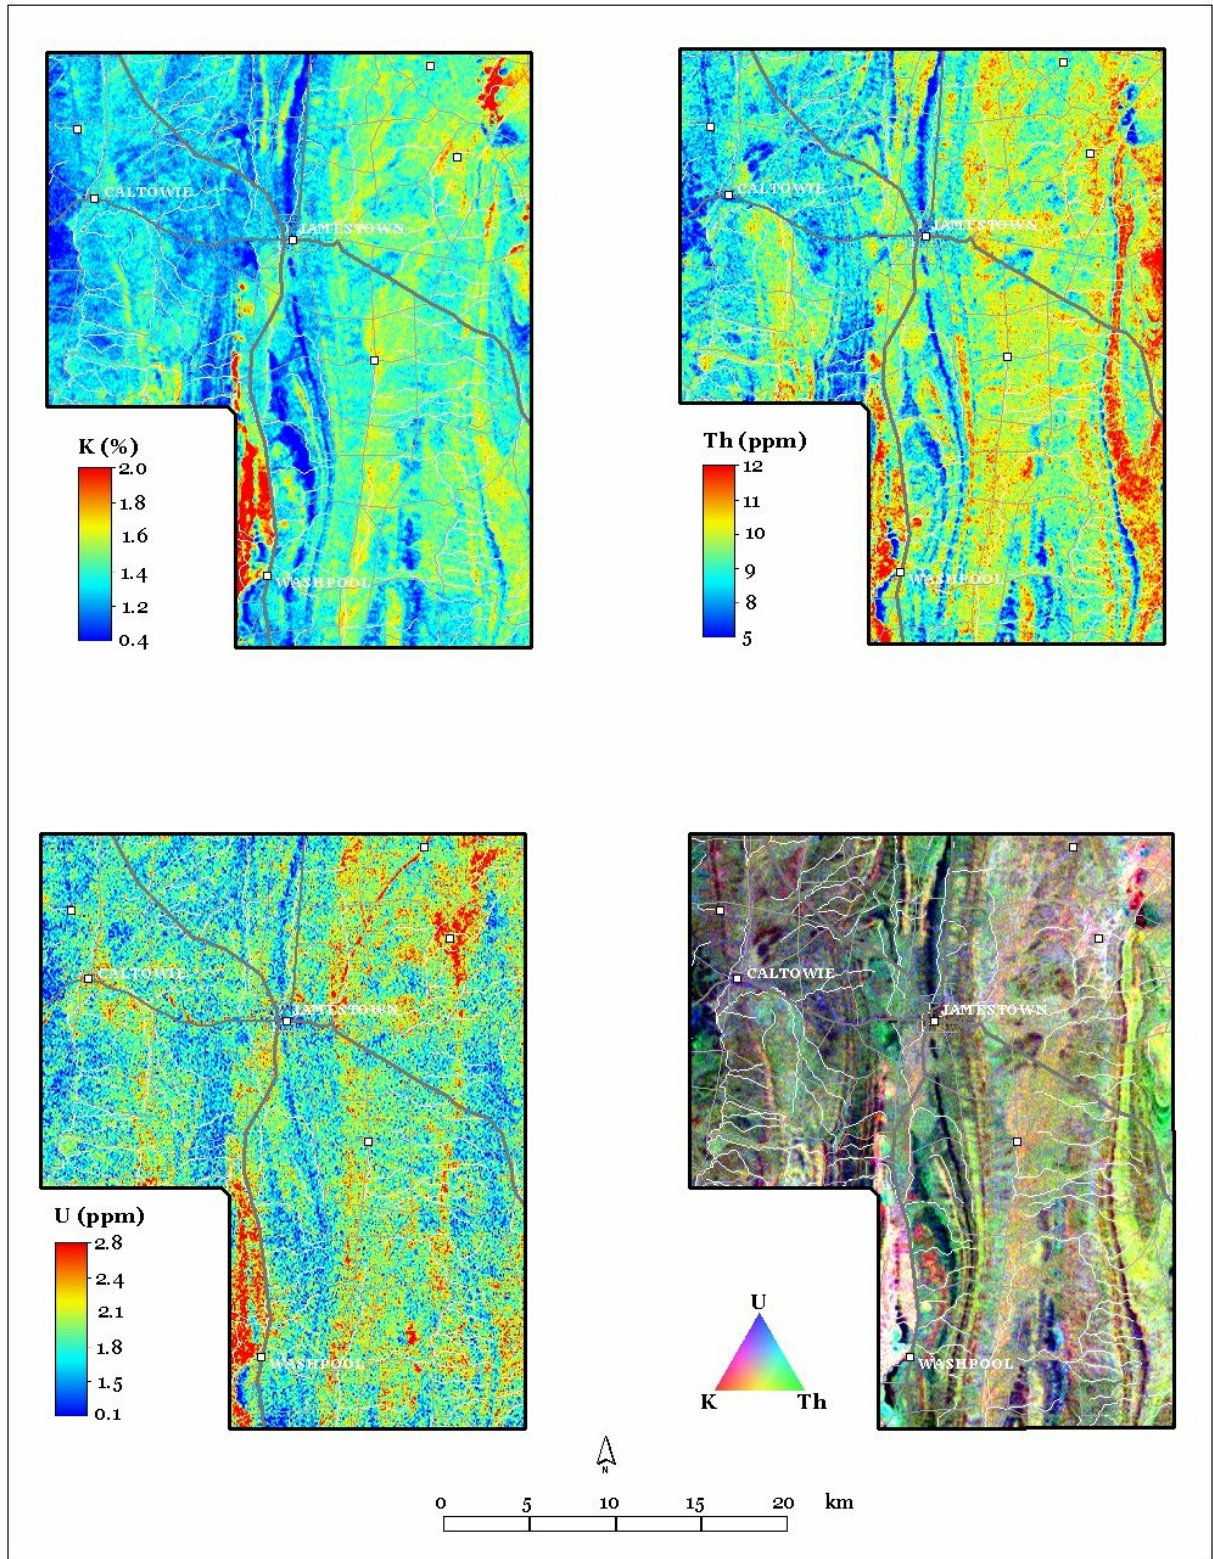 CALTOWIE
JAMESTOWN
K (%)
2.0
1.8
1.6
1.4
1.2
0.4
WASHPOOL
CALTOWIE
JAMESTOWN
Th (ppm)
12
11
10
9
8
5
WASHPOOL
CALTOWIE
JAMESTOWN
U (ppm)
2.8
2.4
2.1
1.8
1.5
0.1
WASHPOOL
CALTOWIE
JAMESTOWN
U
K Th
WASHPOOL
N
0 5 10 15 20 km